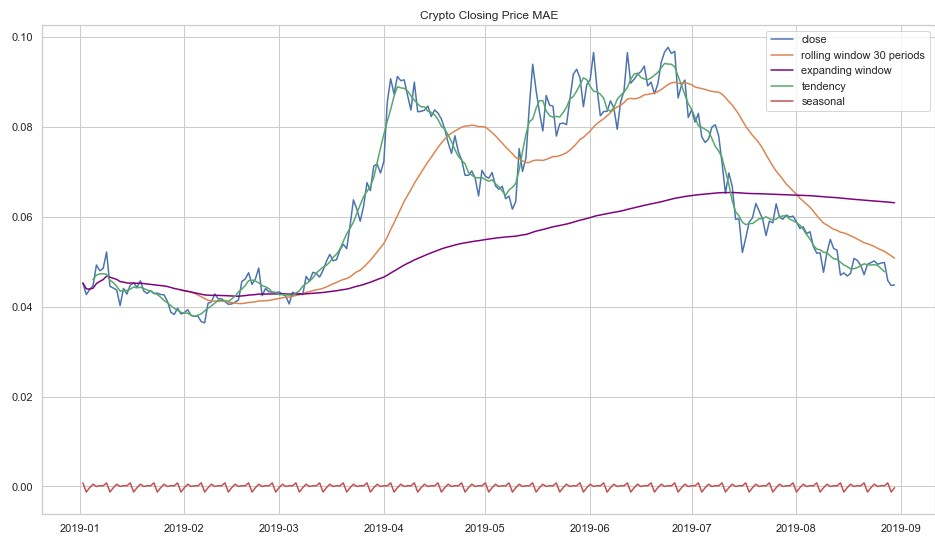 Crypto Closing Price MAE
close
rolling window 30 periods
expanding window
tendency
seasonal
0.10
0.08
0.06
0.04
0.02
0.00
2019-01 2019-02 2019-03 2019-04 2019-05 2019-06 2019-07 2019-08 2019-09